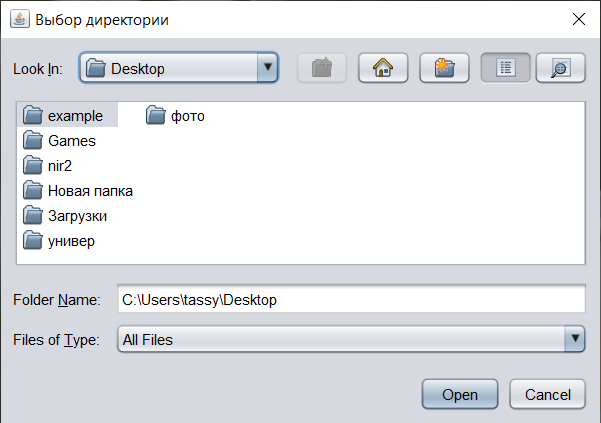 Выбор директории
Look In: Desktop
example фото
Games
nir2
Новая папка
Загрузки
универ
Folder Name: C:\Users\tassy\Desktop
Files of Type: All Files
Open Cancel